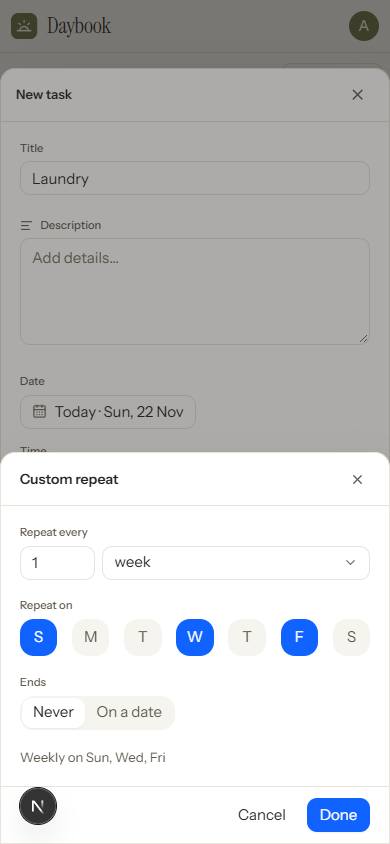 Daybook
A
New task
Title
Laundry
Description
Add details...
Date
Today · Sun, 22 Nov
Time
Custom repeat
Repeat every
1
week
Repeat on
S M T W T F S
Ends
Never On a date
Weekly on Sun, Wed, Fri
N
Cancel Done